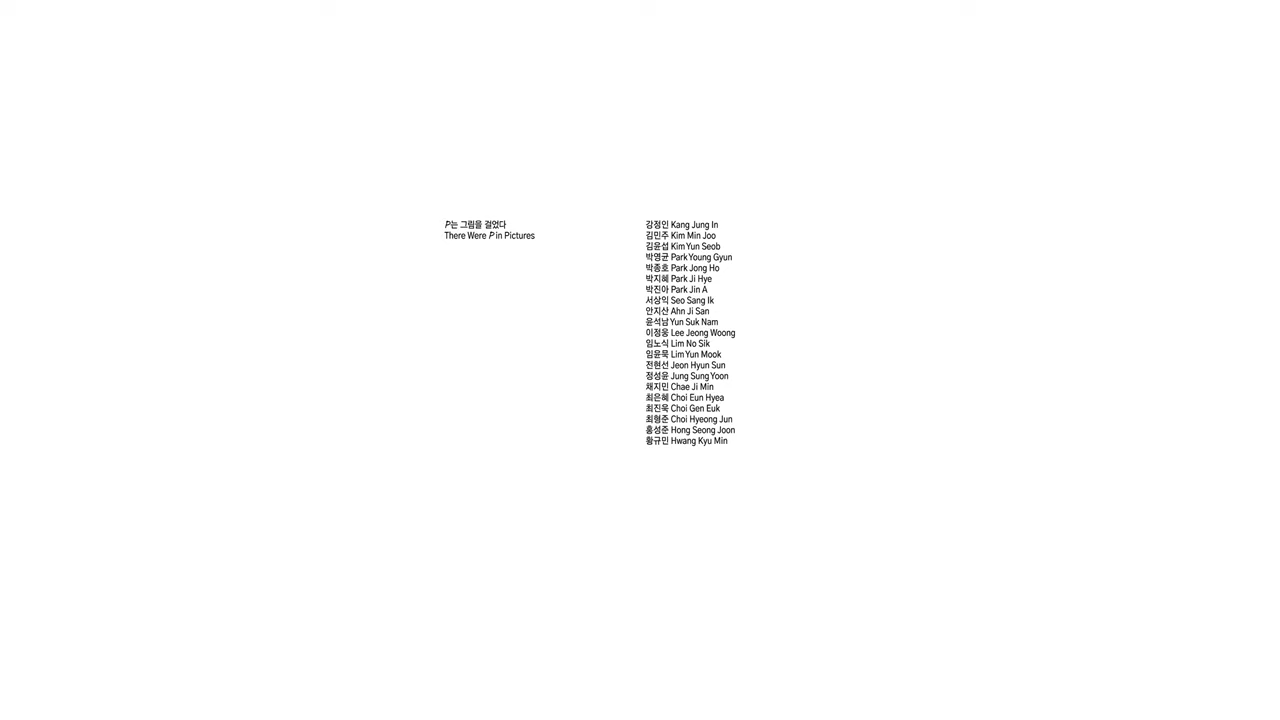 P는 그림을 걸었다
There Were P in Pictures
강정인 Kang Jung In
김민주 Kim Min Joo
김윤섭 Kim Yun Seob
박영균 Park Young Gyun
박종호 Park Jong Ho
박지혜 Park Ji Hye
박진아 Park Jin A
서상익 Seo Sang Ik
안지산 Ahn Ji San
윤석남 Yun Suk Nam
이정웅 Lee Jeong Woong
임노식 Lim No Sik
임윤묵 Lim Yun Mook
전현선 Jeon Hyun Sun
정성윤 Jung Sung Yoon
채지민 Chae Ji Min
최은혜 Choi Eun Hyea
최진욱 Choi Gen Euk
최형준 Choi Hyeong Jun
홍성준 Hong Seong Joon
황규민 Hwang Kyu Min